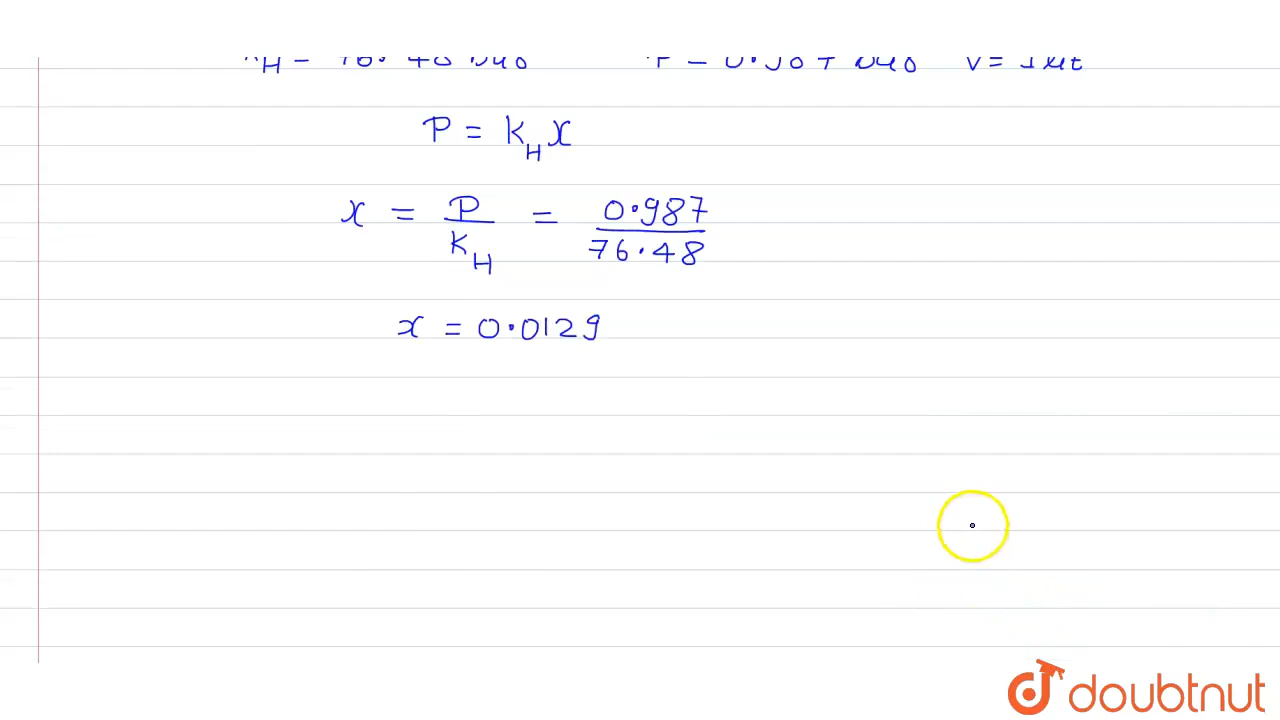 P = K_H x
x = P/K_H = 0.987/76.48
x = 0.0129
doubtnut